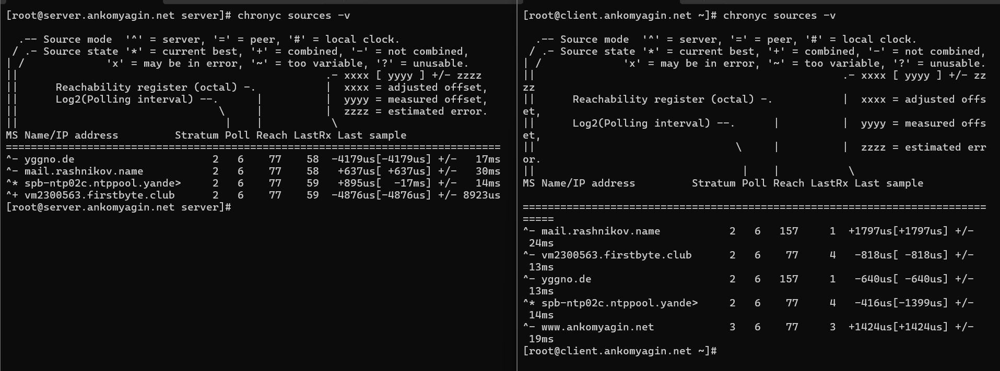 [root@server.ankomyagin.net server]# chronyc sources -v

  .-- Source mode  '^' = server, '=' = peer, '#' = local clock.
 / .- Source state '*' = current best, '+' = combined, '-' = not combined,
| /             'x' = may be in error, '~' = too variable, '?' = unusable.
||                                                 .- xxxx [ yyyy ] +/- zzzz
||      Reachability register (octal) -.           |  xxxx = adjusted offset,
||      Log2(Polling interval) --.      |          |  yyyy = measured offset,
||                                \     |          |  zzzz = estimated error.
||                                 |    |           \
MS Name/IP address         Stratum Poll Reach LastRx Last sample
===============================================================================
^- yggno.de                      2   6    77    58  -4179us[-4179us] +/-   17ms
^- mail.rashnikov.name           2   6    77    58   +637us[ +637us] +/-   30ms
^* spb-ntp02c.ntppool.yande>     2   6    77    59   +895us[  -17ms] +/-   14ms
^+ vm2300563.firstbyte.club      2   6    77    59  -4876us[-4876us] +/- 8923us
[root@server.ankomyagin.net server]#
[root@client.ankomyagin.net ~]# chronyc sources -v

  .-- Source mode  '^' = server, '=' = peer, '#' = local clock.
 / .- Source state '*' = current best, '+' = combined, '-' = not combined,
| /             'x' = may be in error, '~' = too variable, '?' = unusable.
||                                                 .- xxxx [ yyyy ] +/- zz
zz
||      Reachability register (octal) -.           |  xxxx = adjusted offs
et,
||      Log2(Polling interval) --.      |          |  yyyy = measured offs
et,
||                                \     |          |  zzzz = estimated err
or.
||                                 |    |           \
MS Name/IP address         Stratum Poll Reach LastRx Last sample

==========================================================================
=====
^- mail.rashnikov.name           2   6   157     1  +1797us[+1797us] +/-
 24ms
^- vm2300563.firstbyte.club      2   6    77     4   -818us[ -818us] +/-
 13ms
^- yggno.de                      2   6   157     1   -640us[ -640us] +/-
 13ms
^* spb-ntp02c.ntppool.yande>     2   6    77     4   -416us[-1399us] +/-
 14ms
^- www.ankomyagin.net            3   6    77     3  +1424us[+1424us] +/-
 19ms
[root@client.ankomyagin.net ~]#